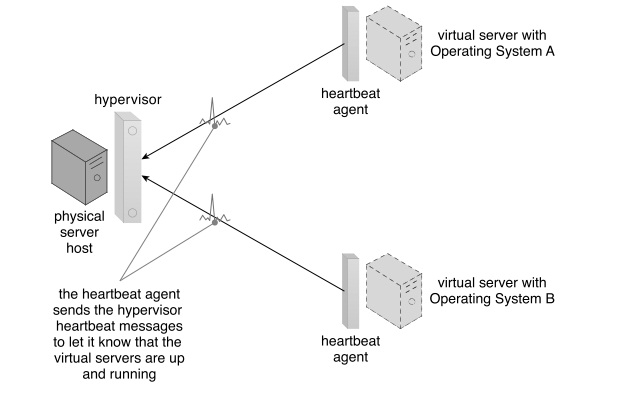 virtual server with
Operating System A
heartbeat
agent
hypervisor
physical
server
host
the heartbeat agent
sends the hypervisor
heartbeat messages
to let it know that the
virtual servers are up
and running
virtual server with
Operating System B
heartbeat
agent